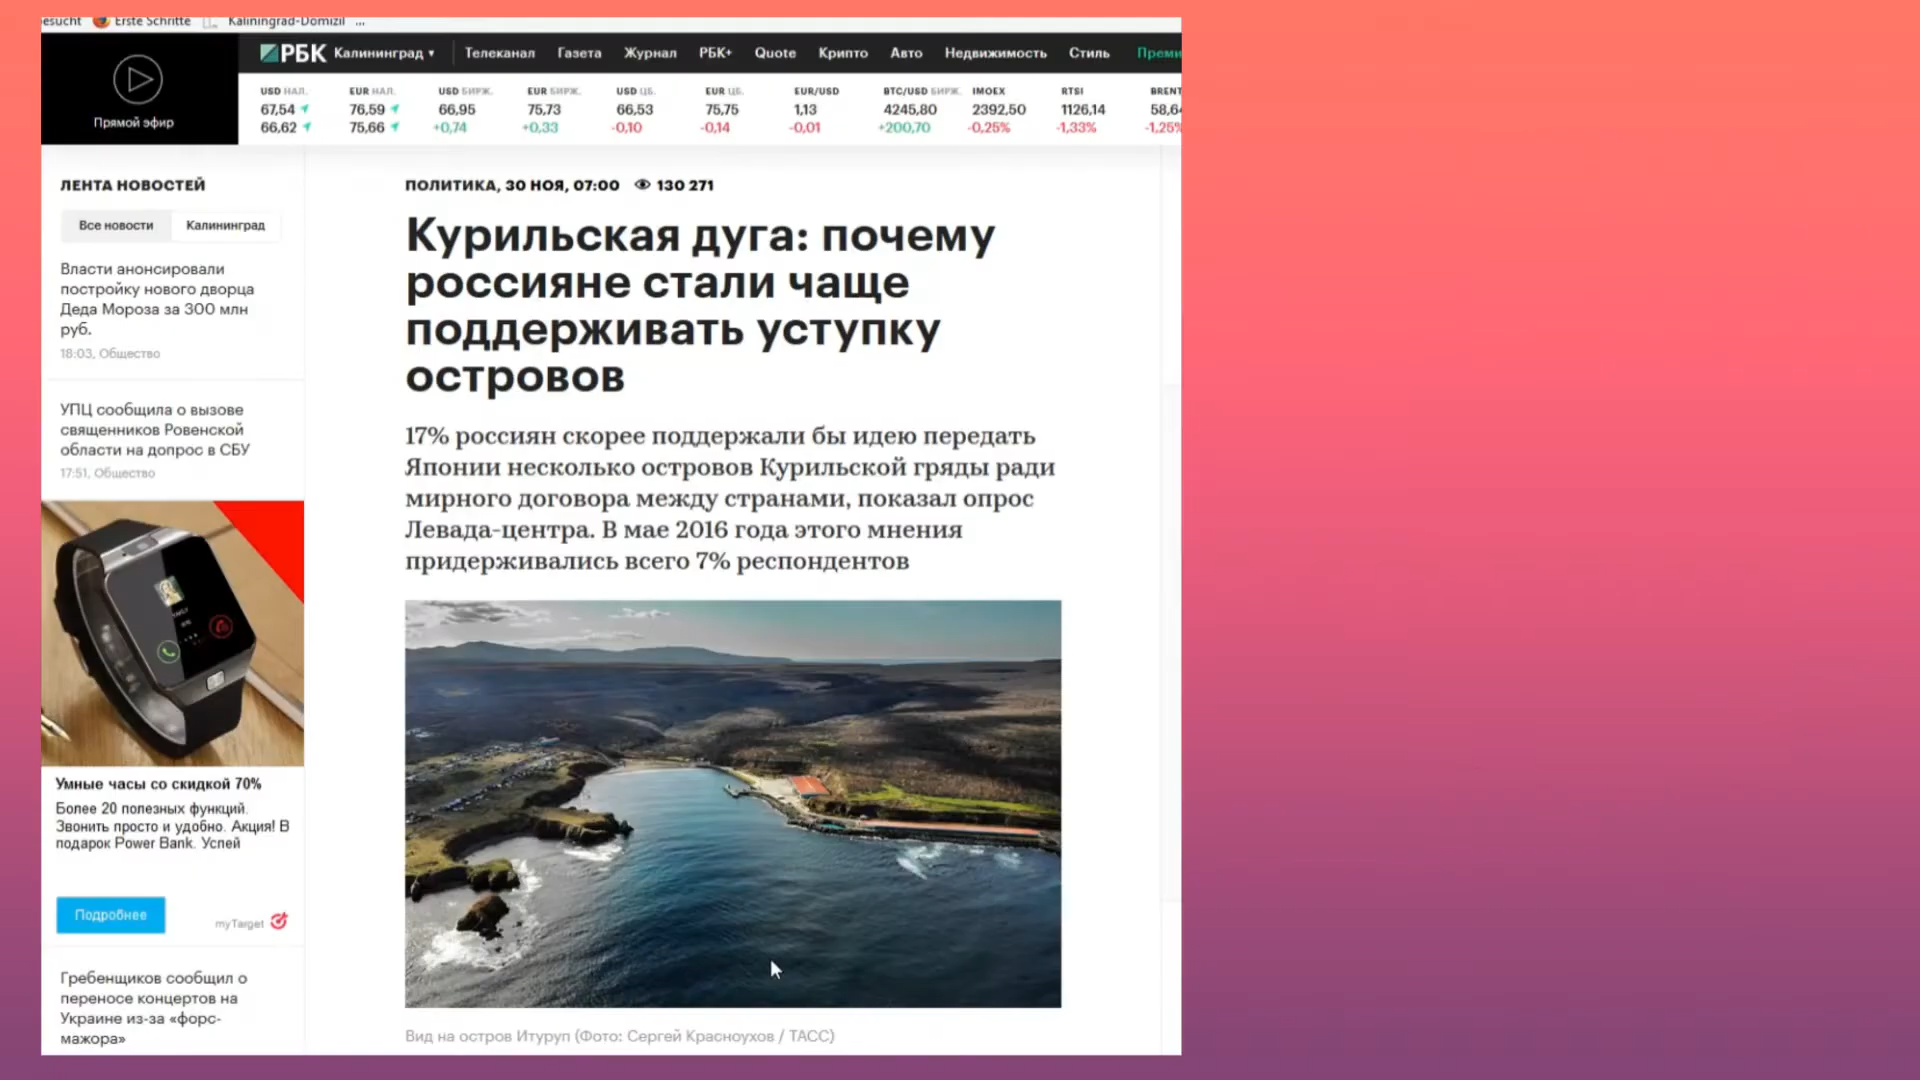 Erste Schritte
Kaliningrad-Domizil ...
РБК Калининград ▾ Телеканал Газета Журнал РБК+ Quote Крипто Авто Недвижимость Стиль
Прямой эфир
USD НАЛ. EUR НАЛ. USD БИРЖ. EUR БИРЖ. USD ЦБ. EUR ЦБ. EUR/USD BTC/USD БИРЖ. IMOEX RTSI BRENT
67,54 76,59 66,95 75,73 66,53 75,75 1,13 4245,80 2392,50 1126,14
66,62 75,66 +0,74 +0,33 -0,10 -0,14 -0,01 +200,70 -0,25% -1,33% -1,25%
ЛЕНТА НОВОСТЕЙ
Все новости Калининград
Власти анонсировали
постройку нового дворца
Деда Мороза за 300 млн
руб.
18:03, Общество
УПЦ сообщила о вызове
священников Ровенской
области на допрос в СБУ
17:51, Общество
Умные часы со скидкой 70%
Более 20 полезных функций.
Звонить просто и удобно. Акция! В
подарок Power Bank. Успей
Подробнее
myTarget
Гребенщиков сообщил о
переносе концертов на
Украине из-за «форс-
мажора»
ПОЛИТИКА, 30 НОЯ, 07:00 130 271
Курильская дуга: почему
россияне стали чаще
поддерживать уступку
островов
17% россиян скорее поддержали бы идею передать
Японии несколько островов Курильской гряды ради
мирного договора между странами, показал опрос
Левада-центра. В мае 2016 года этого мнения
придерживались всего 7% респондентов
Вид на остров Итуруп (Фото: Сергей Красноухов / ТАСС)